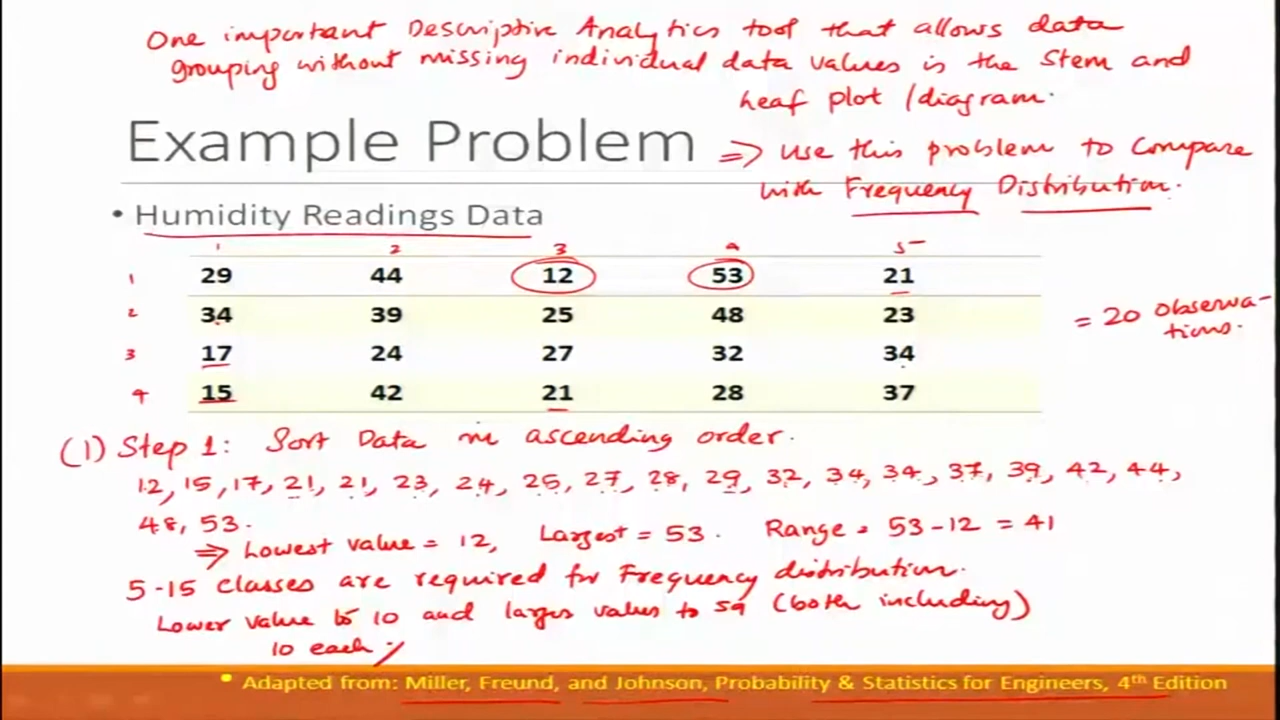 One important Descriptive Analytics tool that allows data
grouping without missing individual data values is the Stem and
Leaf plot /diagram.
Example Problem
=> Use this problem to Compare
with Frequency Distribution.
• Humidity Readings Data
1 2 3 4 5
1 29 44 12 53 21
2 34 39 25 48 23
= 20 Observa-
tions.
3 17 24 27 32 34
4 15 42 21 28 37
(1) Step 1: Sort Data in ascending order.
12, 15, 17, 21, 21, 23, 24, 25, 27, 28, 29, 32, 34, 34, 37, 39, 42, 44,
48, 53.
=> Lowest value = 12, Largest = 53. Range = 53-12 = 41
5-15 classes are required for Frequency distribution.
Lower value to 10 and larges value to 59 (both including)
10 each
• Adapted from: Miller, Freund, and Johnson, Probability & Statistics for Engineers, 4th Edition